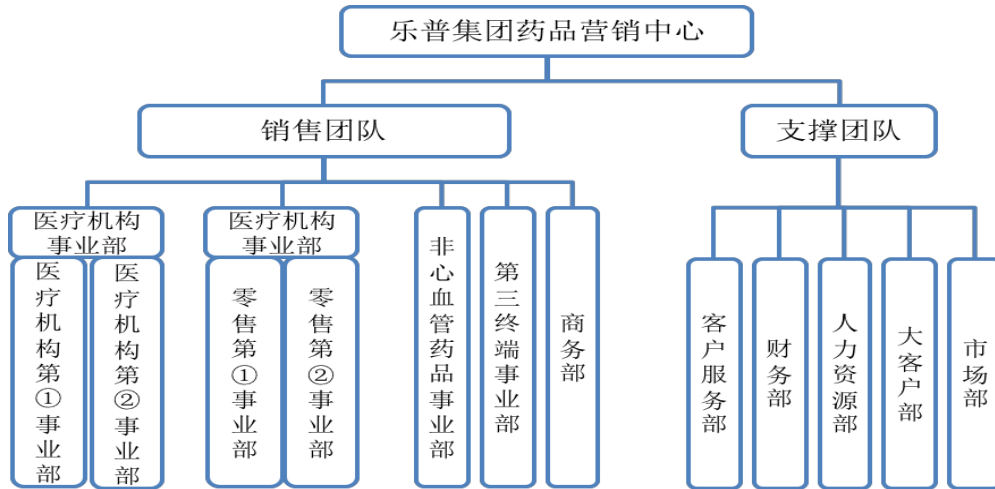 乐普集团药品营销中心
销售团队
支撑团队
医疗机构
事业部
医疗机构
事业部
医疗机构第①事业部
医疗机构第②事业部
零售第①事业部
零售第②事业部
非心血管药品事业部
第三终端事业部
商务部
客户服务部
财务部
人力资源部
大客户部
市场部